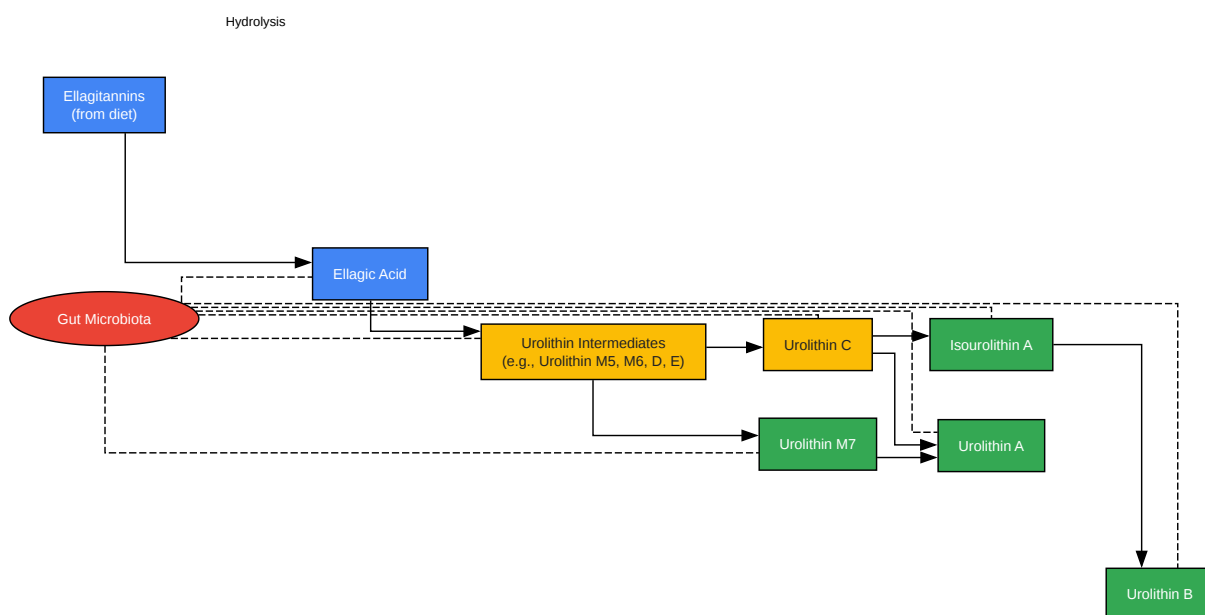 Hydrolysis
Ellagitannins
(from diet)
Ellagic Acid
Gut Microbiota
Urolithin Intermediates
(e.g., Urolithin M5, M6, D, E)
Urolithin C
Isourolithin A
Urolithin M7
Urolithin A
Urolithin B